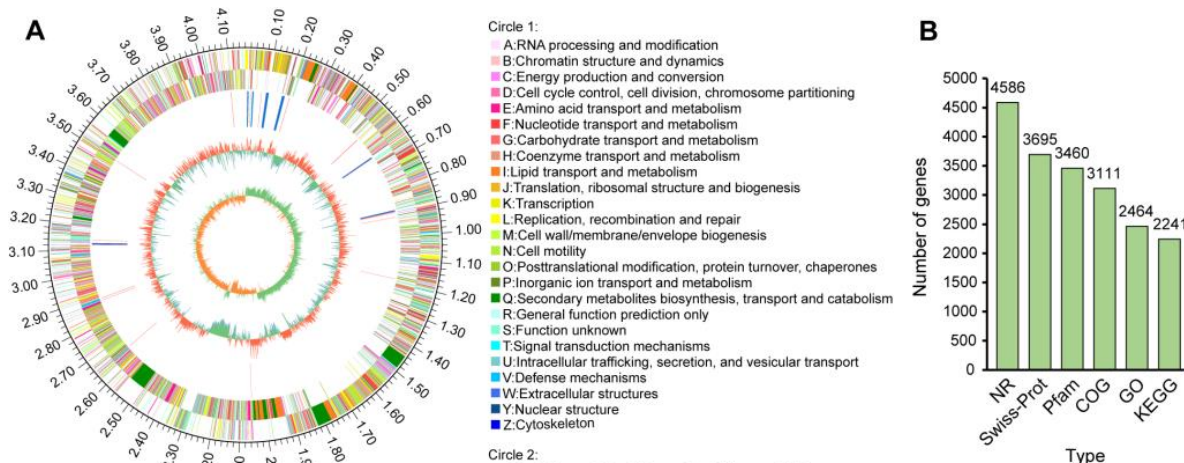 A
4.10
0.10
4.00
0.20
3.90
0.30
3.80
0.40
3.70
0.50
3.60
0.60
3.50
0.70
3.40
0.80
3.30
0.90
3.20
1.00
3.10
1.10
3.00
1.20
2.90
1.30
2.80
1.40
2.70
1.50
2.60
1.60
2.50
1.70
2.40
1.80
2.30
1.90
Circle 1:
A:RNA processing and modification
B:Chromatin structure and dynamics
C:Energy production and conversion
D:Cell cycle control, cell division, chromosome partitioning
E:Amino acid transport and metabolism
F:Nucleotide transport and metabolism
G:Carbohydrate transport and metabolism
H:Coenzyme transport and metabolism
I:Lipid transport and metabolism
J:Translation, ribosomal structure and biogenesis
K:Transcription
L:Replication, recombination and repair
M:Cell wall/membrane/envelope biogenesis
N:Cell motility
O:Posttranslational modification, protein turnover, chaperones
P:Inorganic ion transport and metabolism
Q:Secondary metabolites biosynthesis, transport and catabolism
R:General function prediction only
S:Function unknown
T:Signal transduction mechanisms
U:Intracellular trafficking, secretion, and vesicular transport
V:Defense mechanisms
W:Extracellular structures
Y:Nuclear structure
Z:Cytoskeleton
Circle 2:
B
Number of genes
5000
4500
4000
3500
3000
2500
2000
1500
1000
500
0
4586
3695
3460
3111
2464
2241
NR
Swiss-Prot
Pfam
COG
GO
KEGG
Type